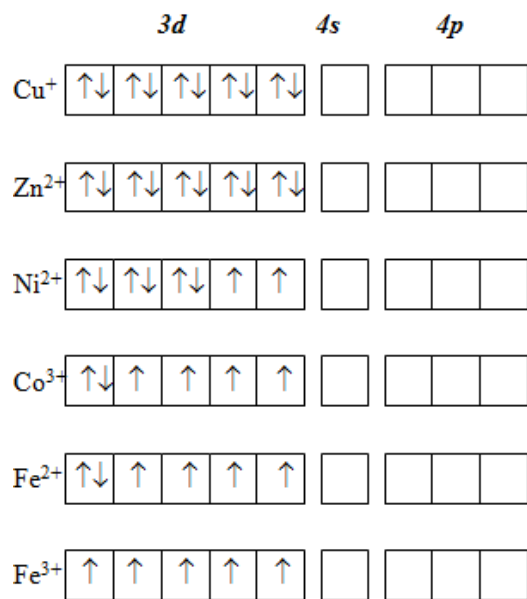 3d 4s 4p
Cu⁺ ↑↓ ↑↓ ↑↓ ↑↓ ↑↓
Zn²⁺ ↑↓ ↑↓ ↑↓ ↑↓ ↑↓
Ni²⁺ ↑↓ ↑↓ ↑↓ ↑ ↑
Co³⁺ ↑↓ ↑ ↑ ↑ ↑
Fe²⁺ ↑↓ ↑ ↑ ↑ ↑
Fe³⁺ ↑ ↑ ↑ ↑ ↑